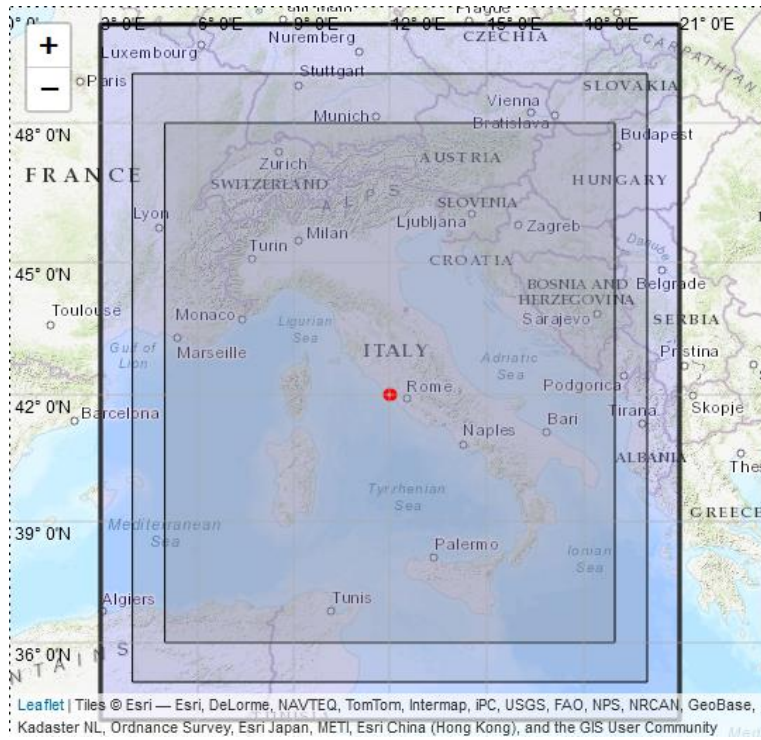 +
−
3° 0'E 6° 0'E 9° 0'E 12° 0'E 15° 0'E 18° 0'E 21° 0'E
Prague
Nuremberg
CZECHIA
Luxembourg
CARPATHIAN
Paris
Stuttgart
SLOVAKIA
Vienna
Munich
Bratislava
48° 0'N
Budapest
Zurich
AUSTRIA
FRANCE
SWITZERLAND
HUNGARY
ALPS
SLOVENIA
Lyon
Ljubljana
Zagreb
Milan
Turin
Danube
45° 0'N
CROATIA
Belgrade
BOSNIA AND
HERZEGOVINA
Toulouse
Monaco
Ligurian
Sea
Sarajevo
SERBIA
Gulf of
Lion
Marseille
ITALY
Adriatic
Sea
Pristina
Podgorica
Rome
42° 0'N
Skopje
Barcelona
Tirana
Bari
Naples
ALBANIA
Tyrrhenian
Sea
GREECE
39° 0'N
Mediterranean
Sea
Palermo
Ionian
Sea
Algiers
Tunis
36° 0'N
TUNISIA
Leaflet | Tiles © Esri — Esri, DeLorme, NAVTEQ, TomTom, Intermap, iPC, USGS, FAO, NPS, NRCAN, GeoBase,
Kadaster NL, Ordnance Survey, Esri Japan, METI, Esri China (Hong Kong), and the GIS User Community